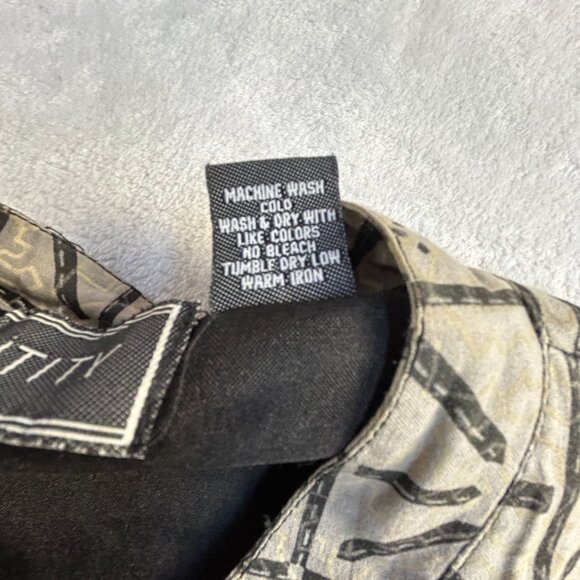 MACHINE WASH
COLD
WASH & DRY WITH
LIKE COLORS
NO BLEACH
TUMBLE DRY LOW
WARM IRON